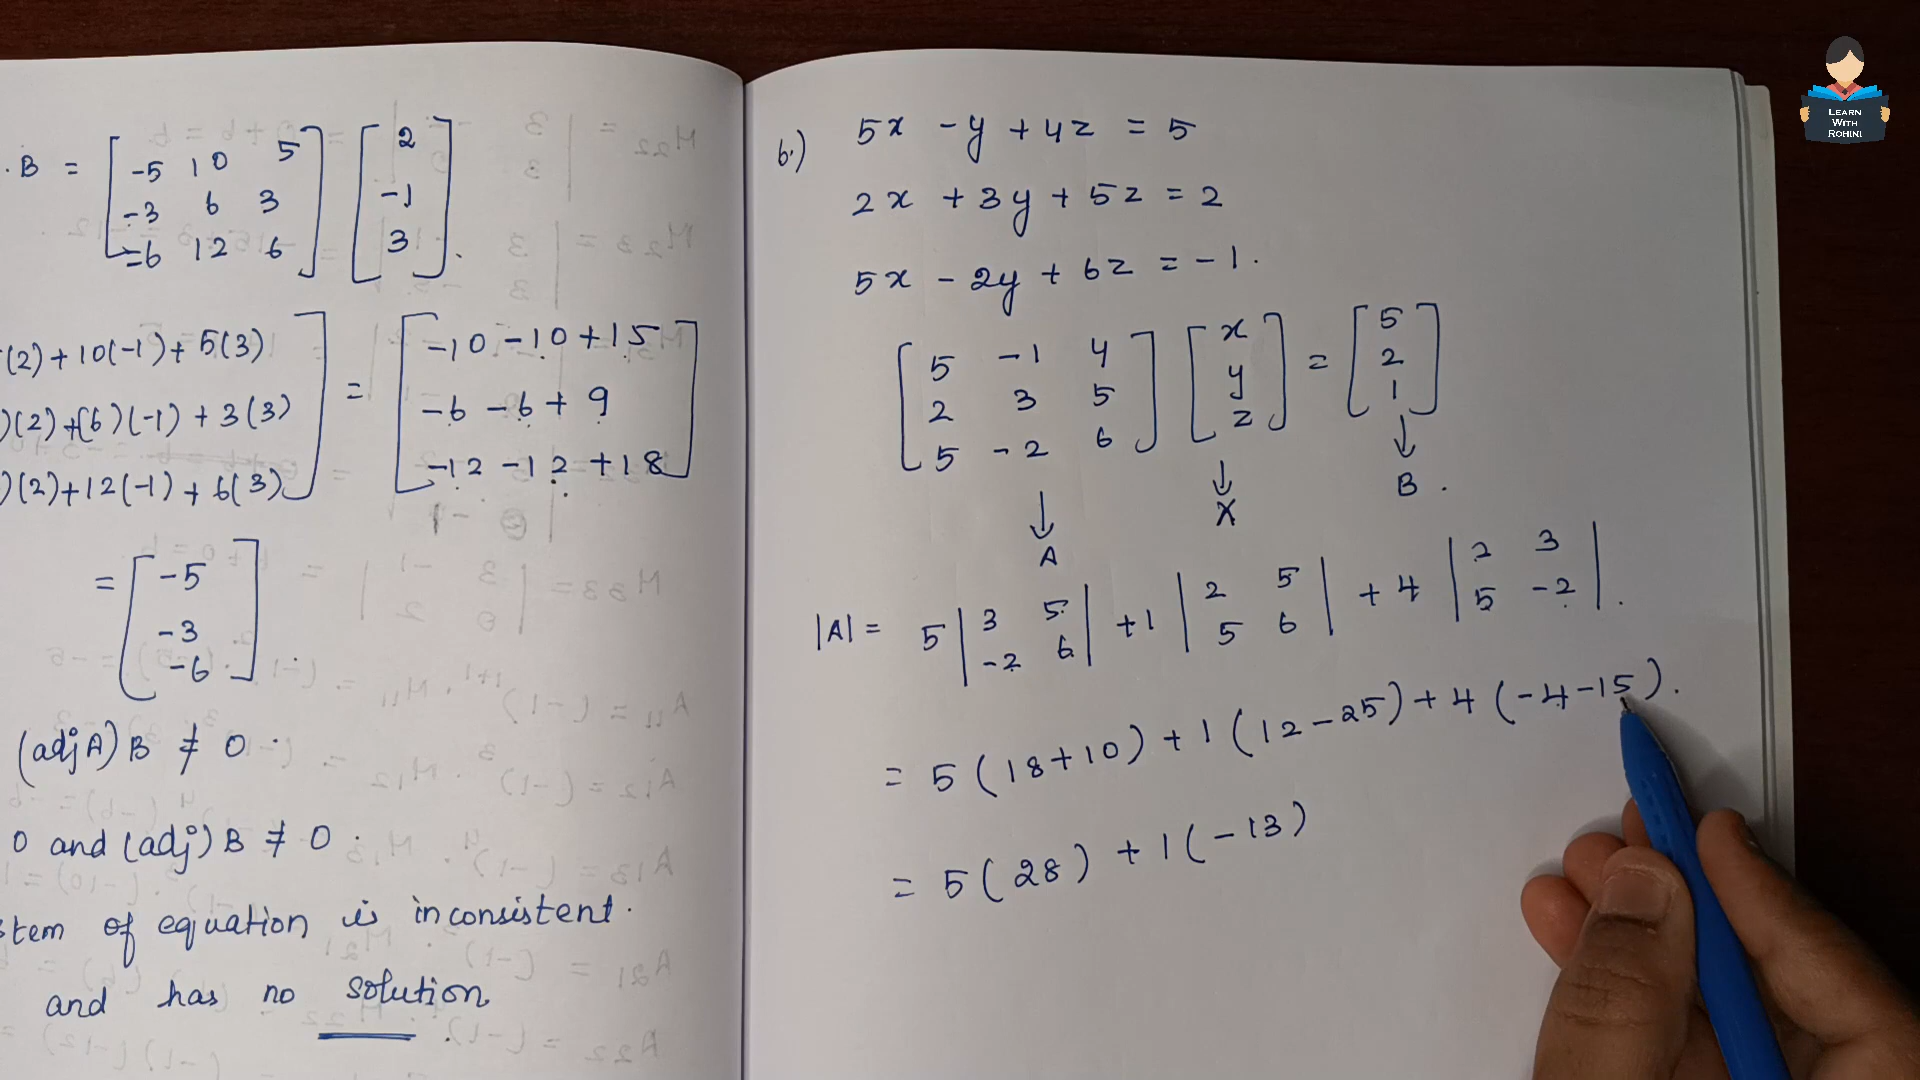 .B = [ -5 10 5 ] [ 2 ]
[ -3 6 3 ] [ -1 ]
[ -6 12 6 ] [ 3 ].
(2)+10(-1)+5(3) ] = [ -10 -10 +15 ]
)(2)+(6)(-1)+3(3) ] [ -6 -6 + 9 ]
)(2)+12(-1)+6(3) ] [ -12 -12 +18 ]
= [ -5 ]
[ -3 ]
[ -6 ]
(adj A) B ≠ 0.
0 and (adj) B ≠ 0.
stem of equation is inconsistent.
and has no solution
6.) 5x - y + 4z = 5
2x + 3y + 5z = 2
5x - 2y + 6z = -1.
[ 5 -1 4 ] [ x ] = [ 5 ]
[ 2 3 5 ] [ y ] [ 2 ]
[ 5 -2 6 ] [ z ] [ 1 ]
↓ ↓ ↓
A X B.
|A| = 5 | 3 5 | +1 | 2 5 | + 4 | 2 3 |
| -2 6 | | 5 6 | | 5 -2 |.
= 5(18+10) + 1(12-25) + 4(-4-15).
= 5(28) + 1(-13)
LEARN
WITH
ROHINI